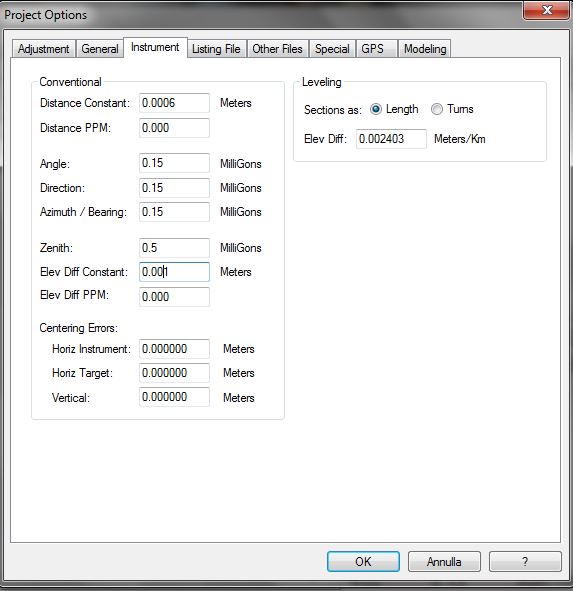 Project Options
x
Adjustment General Instrument Listing File Other Files Special GPS Modeling
Conventional
Distance Constant: 0.0006 Meters
Distance PPM: 0.000
Angle: 0.15 MilliGons
Direction: 0.15 MilliGons
Azimuth / Bearing: 0.15 MilliGons
Zenith: 0.5 MilliGons
Elev Diff Constant: 0.001 Meters
Elev Diff PPM: 0.000
Centering Errors:
Horiz Instrument: 0.000000 Meters
Horiz Target: 0.000000 Meters
Vertical: 0.000000 Meters
Leveling
Sections as: Length Turns
Elev Diff: 0.002403 Meters/Km
OK Annulla ?